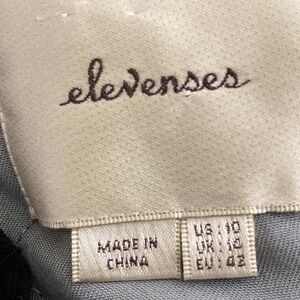 elevenses
MADE IN
CHINA
US : 10
UK : 14
EU : 42